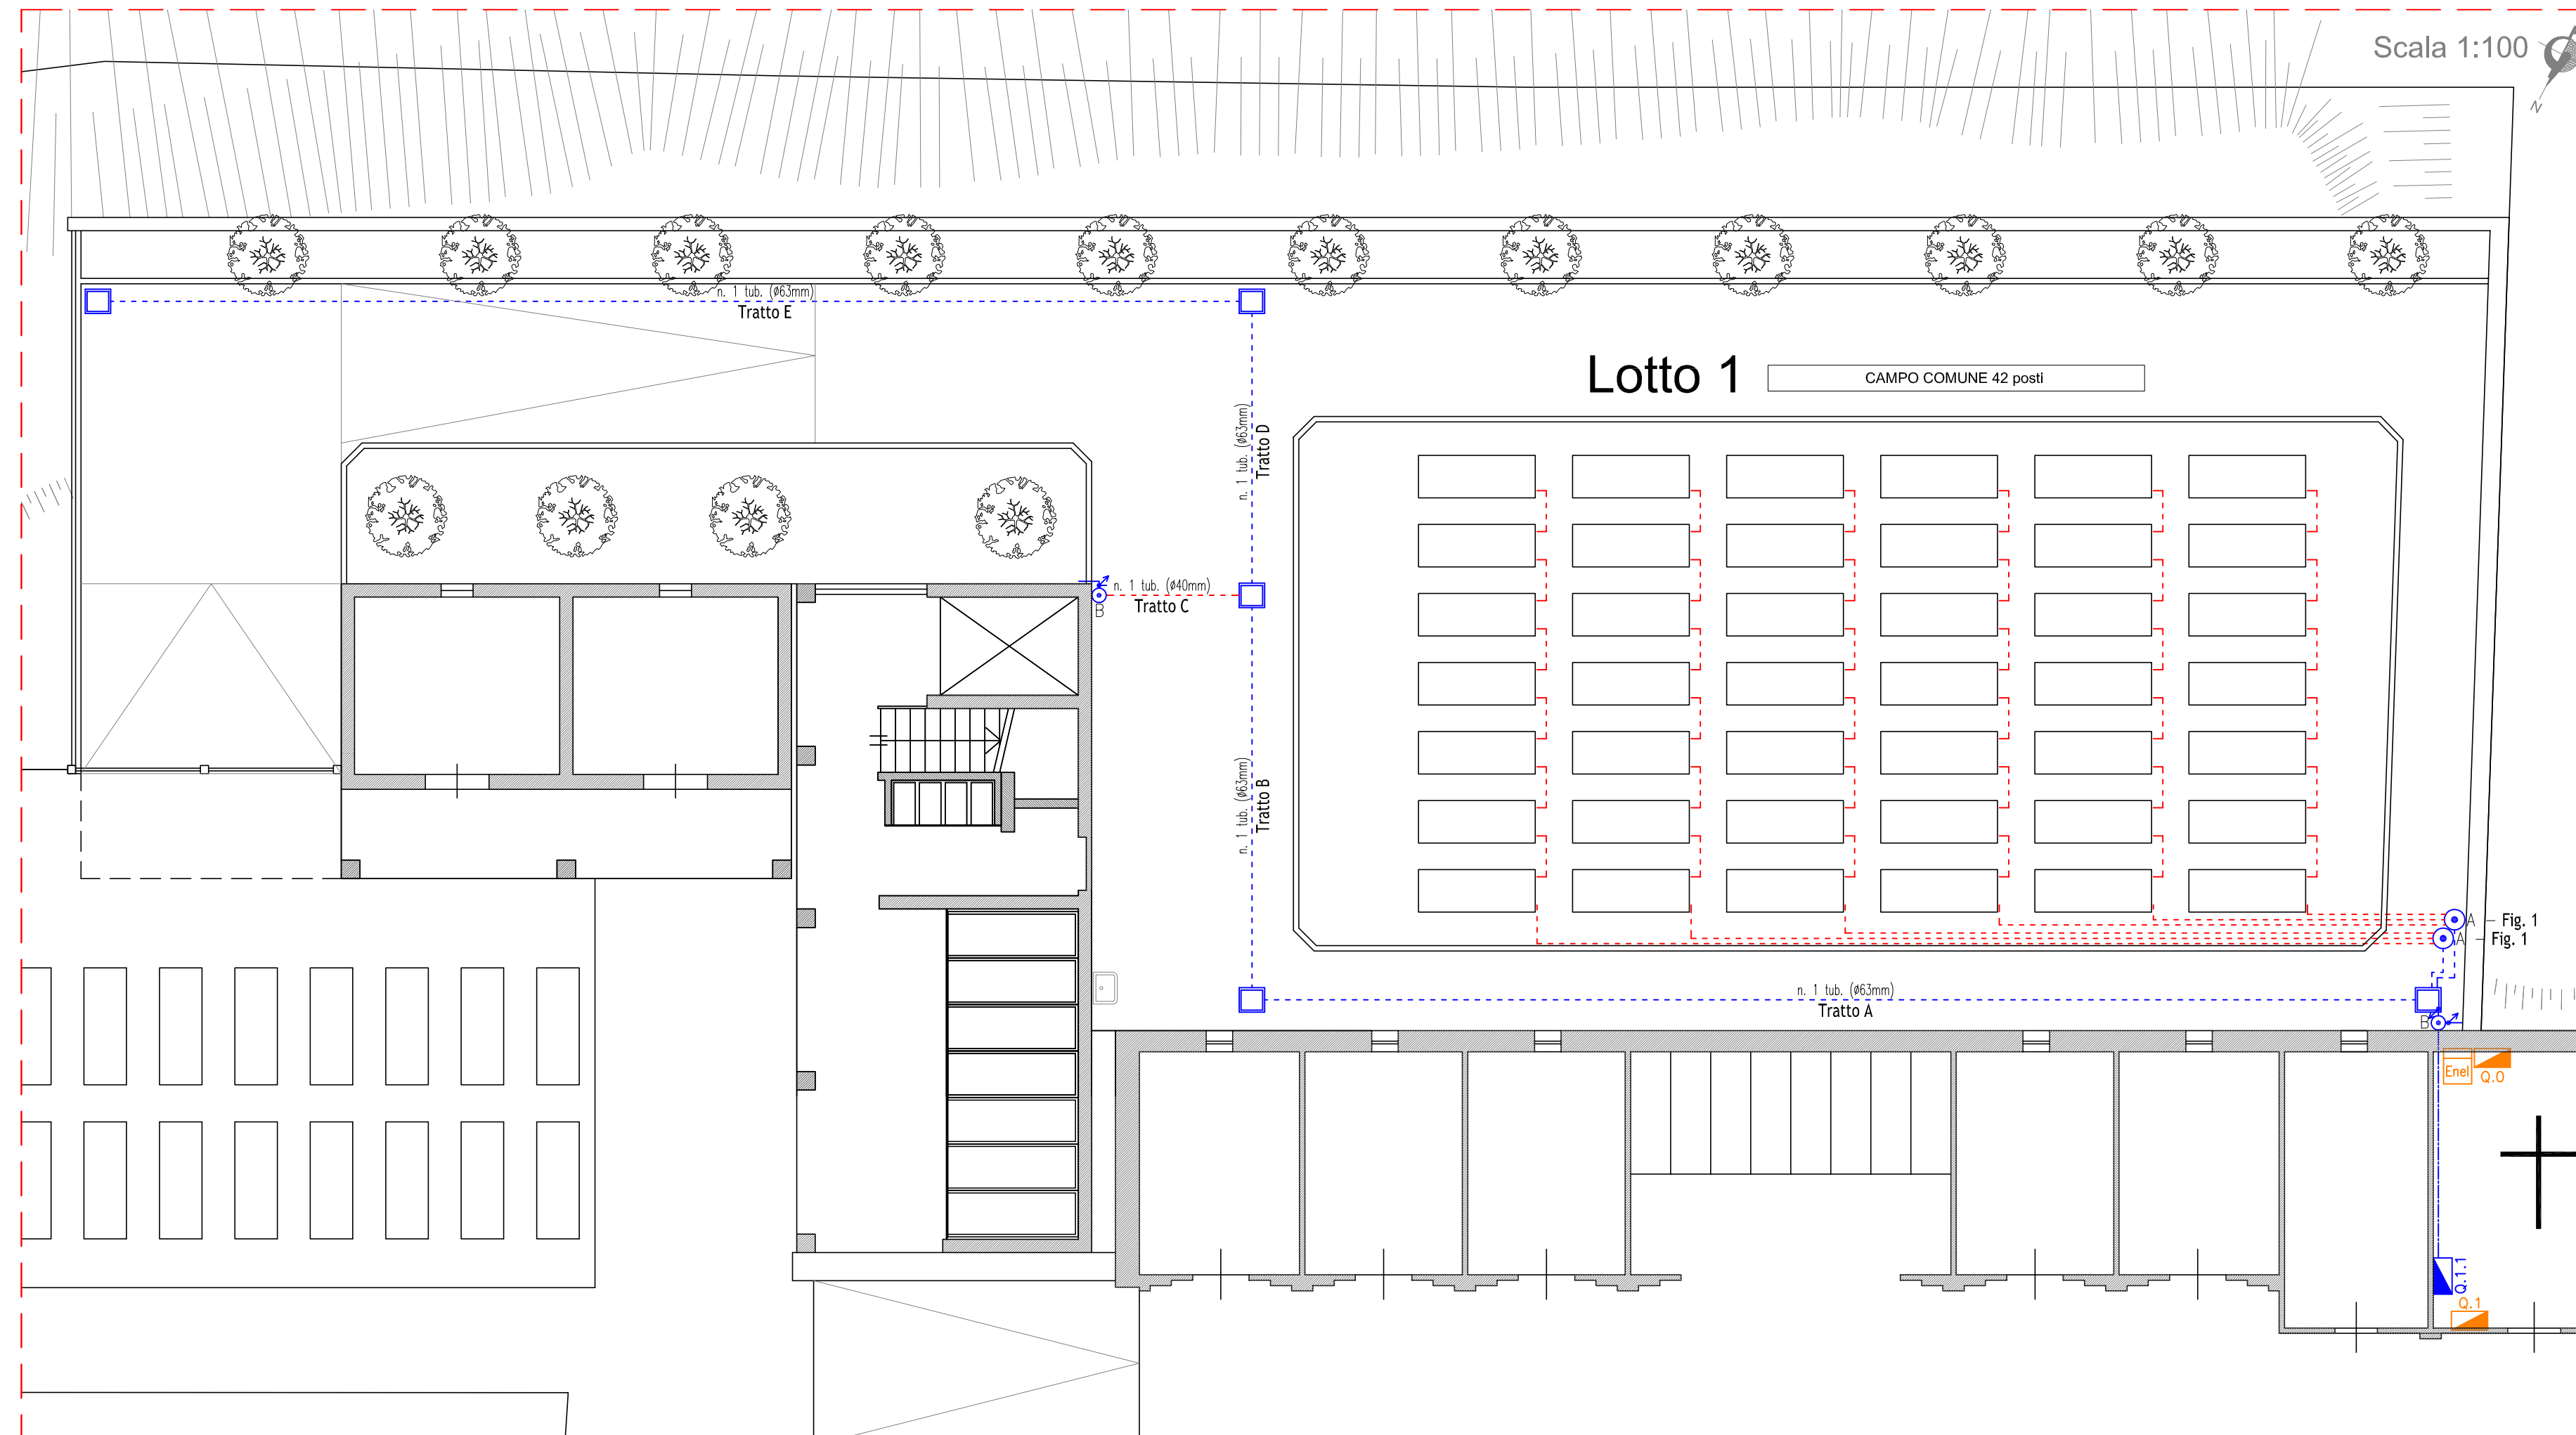 Scala 1:100
N
n. 1 tub. (ø63mm)
Tratto E
Lotto 1
CAMPO COMUNE 42 posti
n. 1 tub. (ø63mm)
Tratto D
n. 1 tub. (ø40mm)
Tratto C
B
n. 1 tub. (ø63mm)
Tratto B
A – Fig. 1
A – Fig. 1
n. 1 tub. (ø63mm)
Tratto A
B
Enel
Q.0
Q.1.1
Q.1